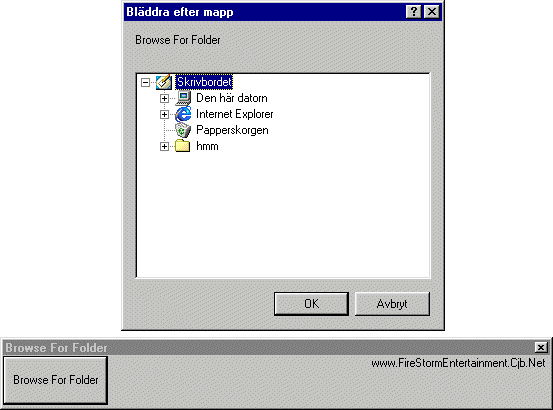 Bläddra efter mapp
Browse For Folder
Skrivbordet
Den här datorn
Internet Explorer
Papperskorgen
hmm
OK
Avbryt
Browse For Folder
www.FireStormEntertainment.Cjb.Net
Browse For Folder